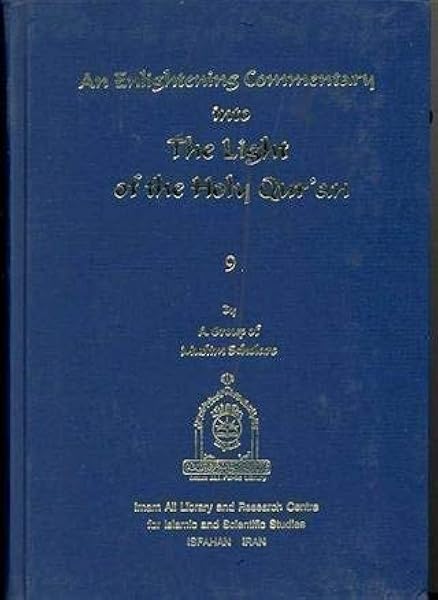 An Enlightening Commentary
into
The Light
of the Holy Qur'an
9
By
A Group of
Muslim Scholars
Imam Ali Library and Research Centre
for Islamic and Scientific Studies
ISFAHAN IRAN